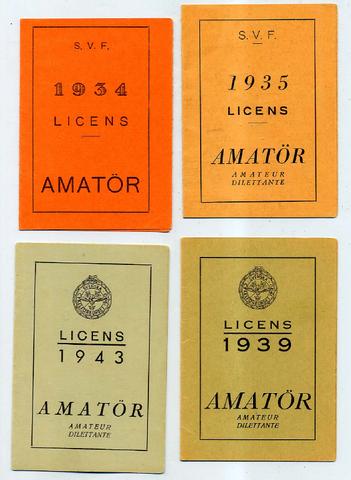 S. V. F.
1934
LICENS
AMATÖR
S. V. F.
1935
LICENS
AMATÖR
AMATEUR
DILETTANTE
LICENS
1943
AMATÖR
AMATEUR
DILETTANTE
LICENS
1939
AMATÖR
AMATEUR
DILETTANTE